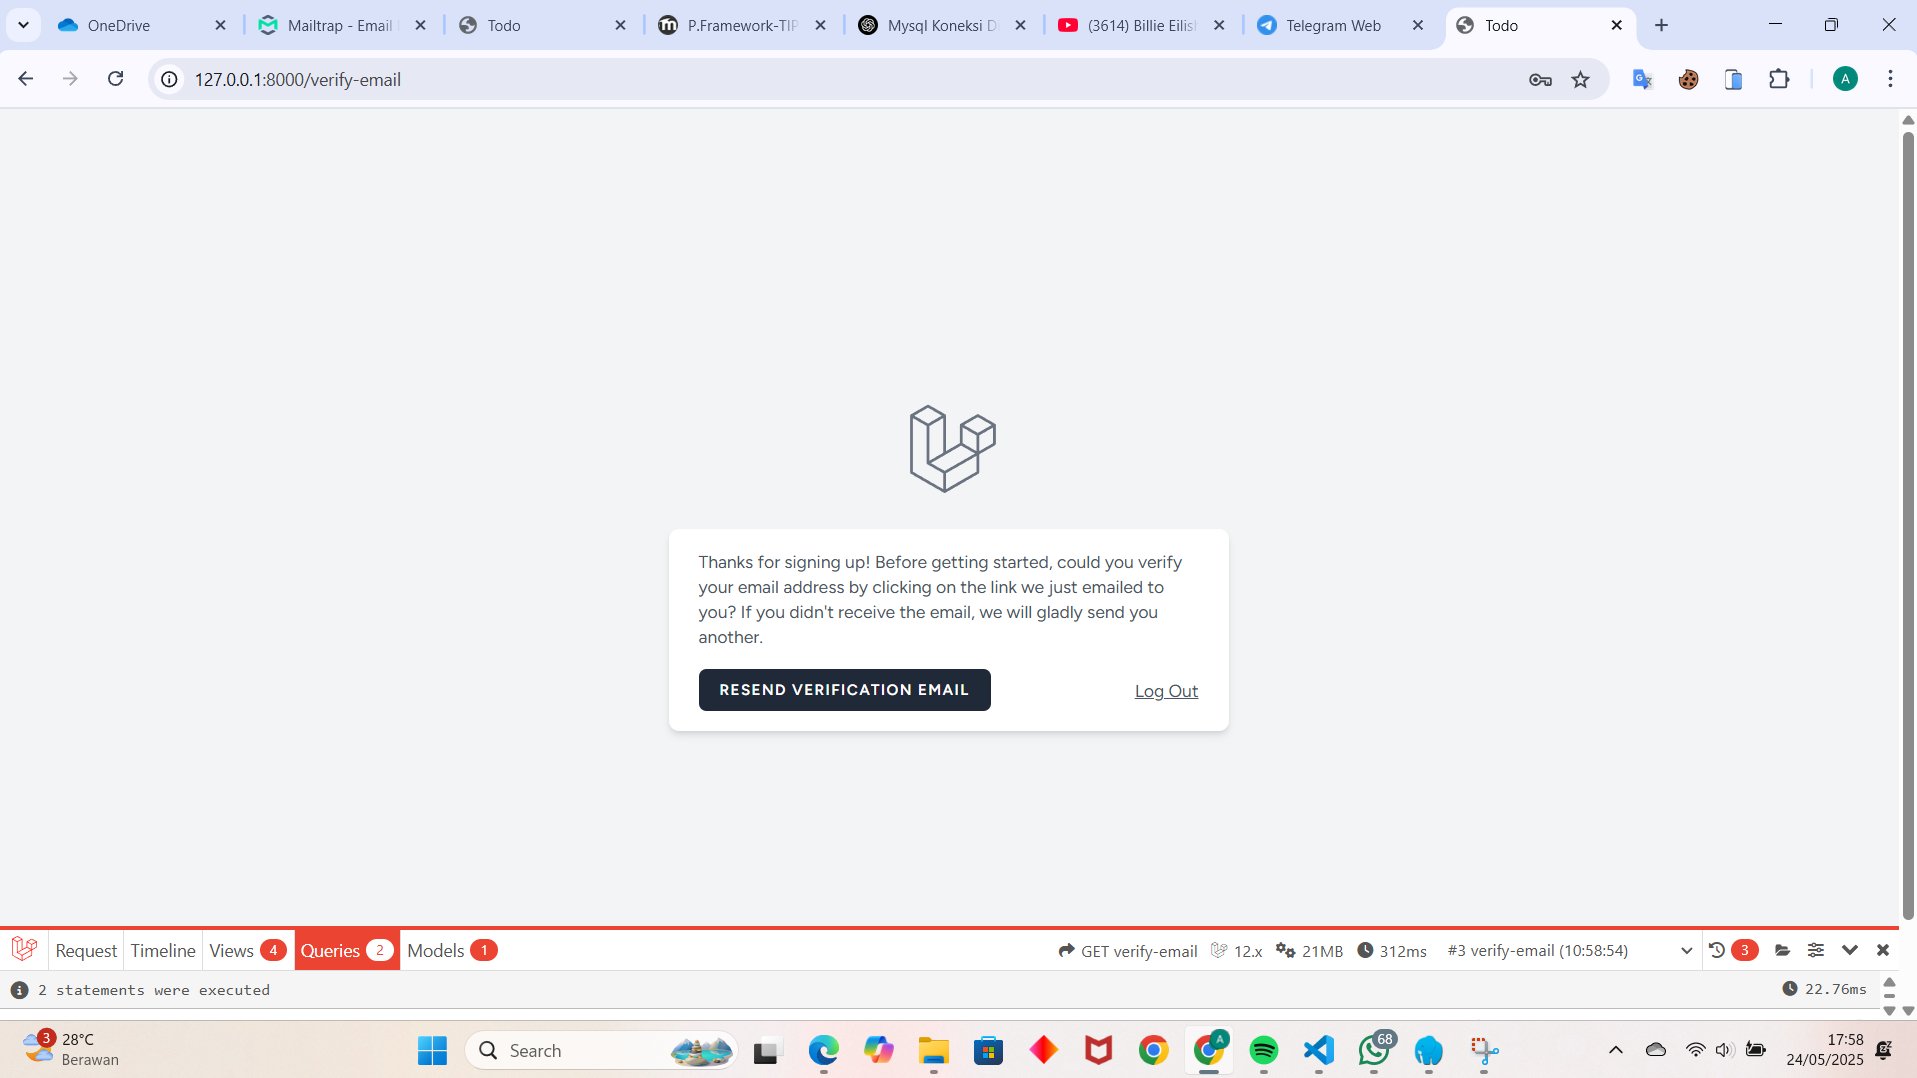 OneDrive
Mailtrap - Email
Todo
P.Framework-TIP
Mysql Koneksi D
(3614) Billie Eilish
Telegram Web
Todo
127.0.0.1:8000/verify-email
A
Thanks for signing up! Before getting started, could you verify
your email address by clicking on the link we just emailed to
you? If you didn't receive the email, we will gladly send you
another.
RESEND VERIFICATION EMAIL
Log Out
Request Timeline Views 4 Queries 2 Models 1 GET verify-email 12.x 21MB 312ms #3 verify-email (10:58:54) 3
2 statements were executed 22.76ms
3
28°C
Berawan
Search
A
68
17:58
24/05/2025